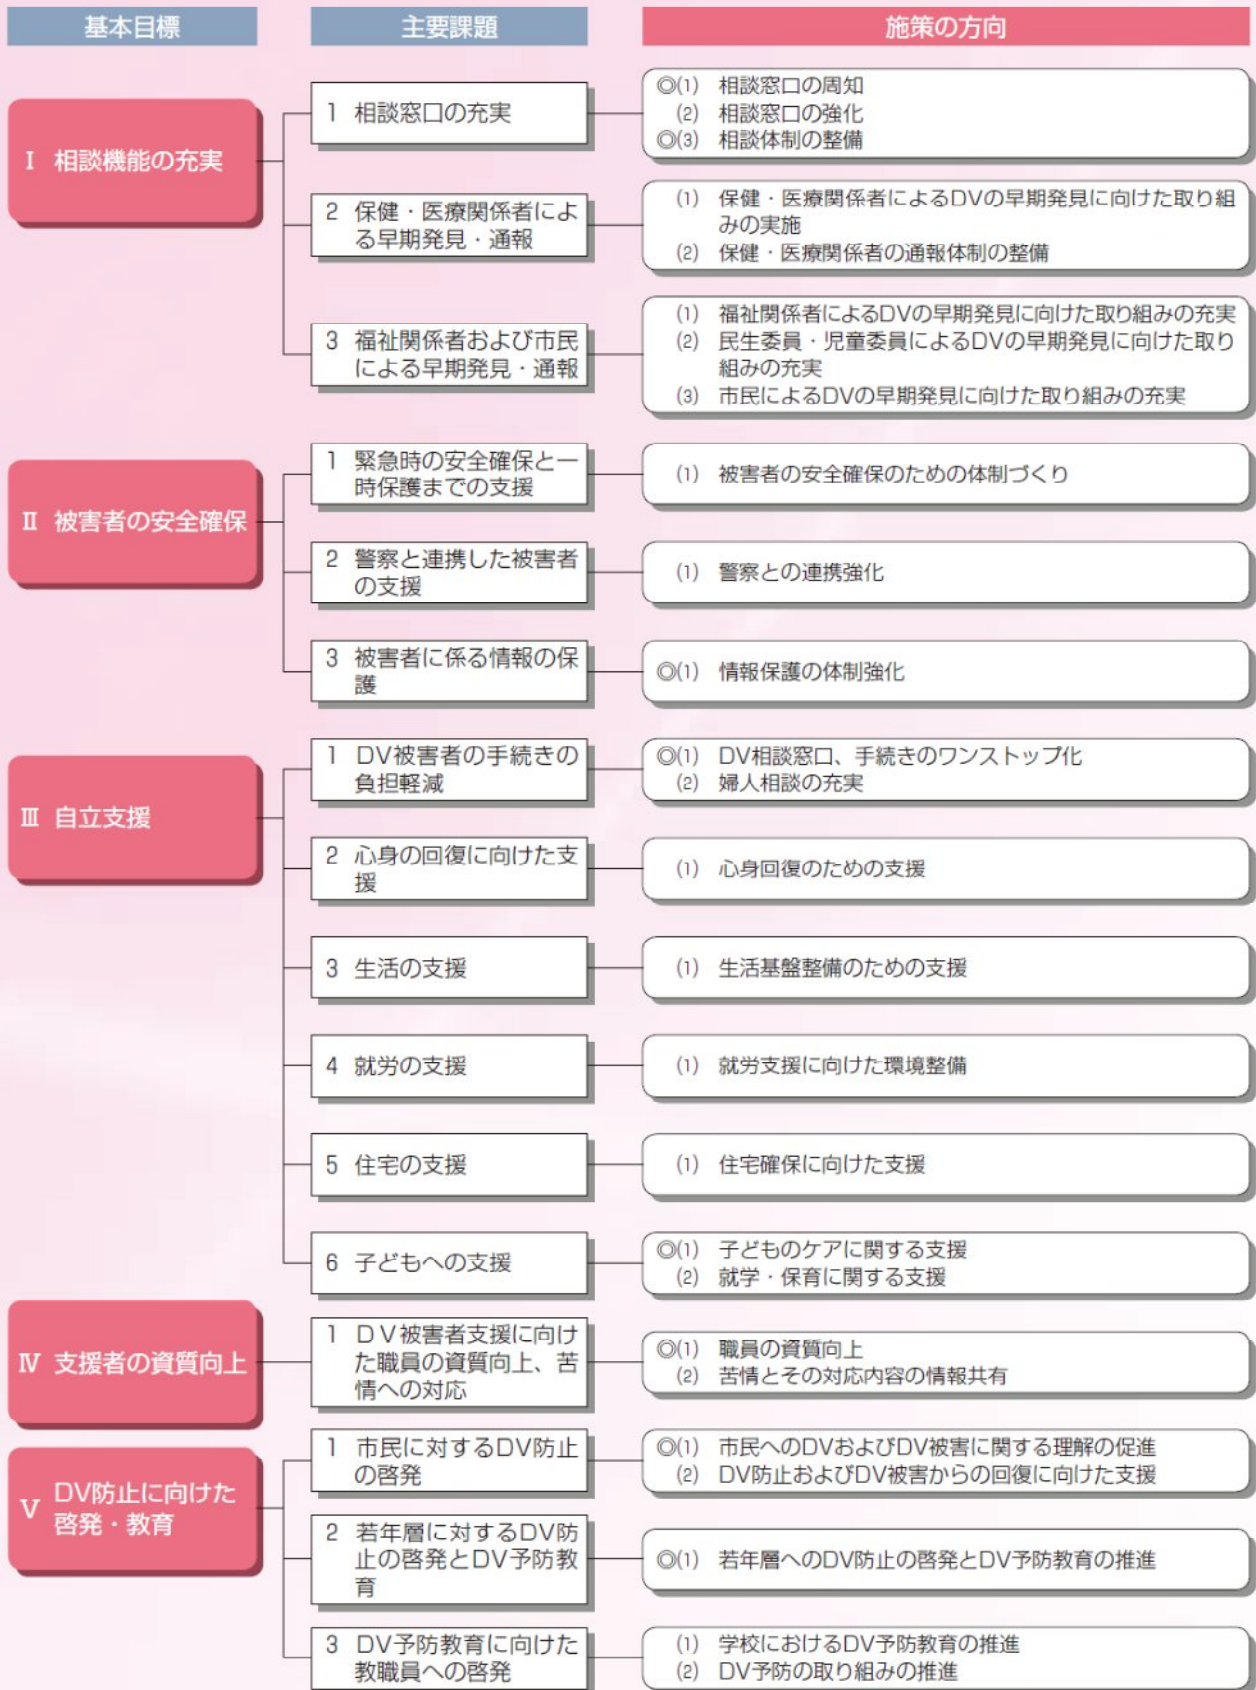 基本目標
主要課題
施策の方向
Ⅰ 相談機能の充実
1 相談窓口の充実
◎(1) 相談窓口の周知
(2) 相談窓口の強化
◎(3) 相談体制の整備
2 保健・医療関係者によ
る早期発見・通報
(1) 保健・医療関係者によるDVの早期発見に向けた取り組
みの実施
(2) 保健・医療関係者の通報体制の整備
3 福祉関係者および市民
による早期発見・通報
(1) 福祉関係者によるDVの早期発見に向けた取り組みの充実
(2) 民生委員・児童委員によるDVの早期発見に向けた取り
組みの充実
(3) 市民によるDVの早期発見に向けた取り組みの充実
Ⅱ 被害者の安全確保
1 緊急時の安全確保と一
時保護までの支援
(1) 被害者の安全確保のための体制づくり
2 警察と連携した被害者
の支援
(1) 警察との連携強化
3 被害者に係る情報の保
護
◎(1) 情報保護の体制強化
Ⅲ 自立支援
1 DV被害者の手続きの
負担軽減
◎(1) DV相談窓口、手続きのワンストップ化
(2) 婦人相談の充実
2 心身の回復に向けた支
援
(1) 心身回復のための支援
3 生活の支援
(1) 生活基盤整備のための支援
4 就労の支援
(1) 就労支援に向けた環境整備
5 住宅の支援
(1) 住宅確保に向けた支援
6 子どもへの支援
◎(1) 子どものケアに関する支援
(2) 就学・保育に関する支援
Ⅳ 支援者の資質向上
1 DV被害者支援に向け
た職員の資質向上、苦
情への対応
◎(1) 職員の資質向上
(2) 苦情とその対応内容の情報共有
Ⅴ DV防止に向けた
啓発・教育
1 市民に対するDV防止
の啓発
◎(1) 市民へのDVおよびDV被害に関する理解の促進
(2) DV防止およびDV被害からの回復に向けた支援
2 若年層に対するDV防
止の啓発とDV予防教
育
◎(1) 若年層へのDV防止の啓発とDV予防教育の推進
3 DV予防教育に向けた
教職員への啓発
(1) 学校におけるDV予防教育の推進
(2) DV予防の取り組みの推進